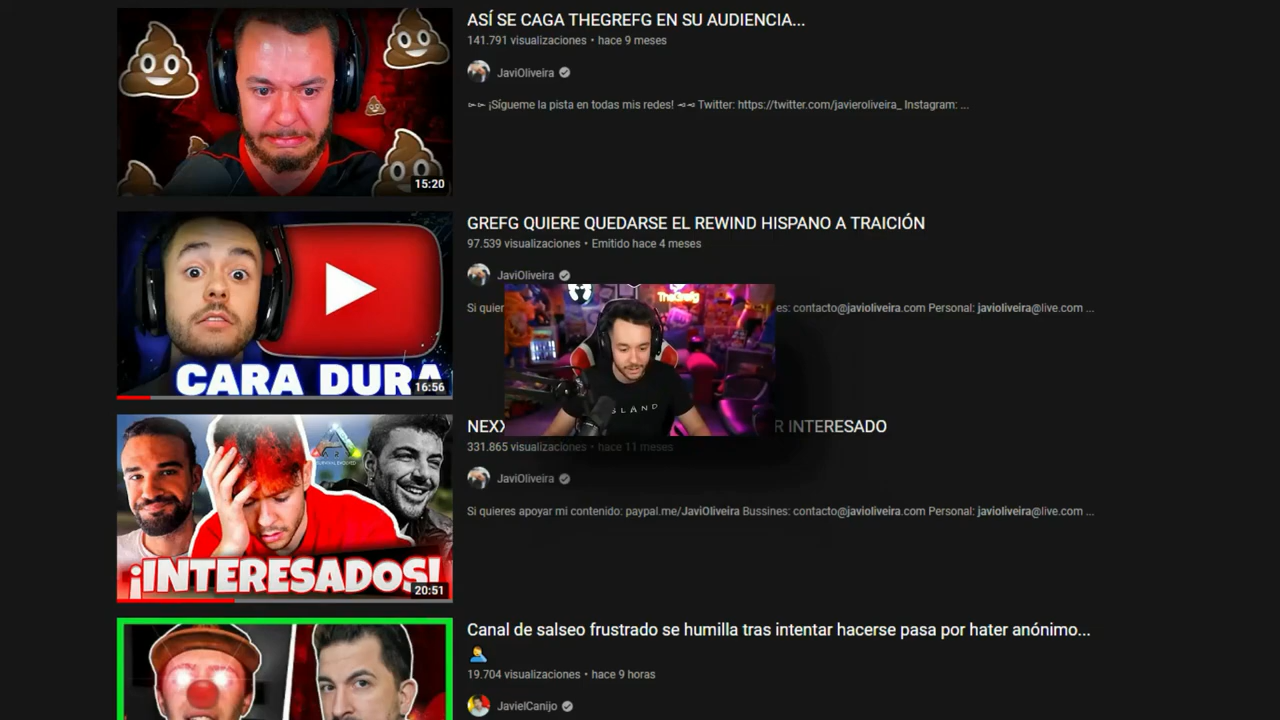 ASÍ SE CAGA THEGREFG EN SU AUDIENCIA...
141.791 visualizaciones • hace 9 meses
JaviOliveira
¡Sígueme la pista en todas mis redes! Twitter: https://twitter.com/javieroliveira_ Instagram: ...
15:20
GREFG QUIERE QUEDARSE EL REWIND HISPANO A TRAICIÓN
97.539 visualizaciones • Emitido hace 4 meses
JaviOliveira
Si quier
es: contacto@javioliveira.com Personal: javioliveira@live.com ...
TheGrefg
CARA DURA
16:56
NEXX
R INTERESADO
331.865 visualizaciones • hace 11 meses
JaviOliveira
Si quieres apoyar mi contenido: paypal.me/JaviOliveira Bussines: contacto@javioliveira.com Personal: javioliveira@live.com ...
¡INTERESADOS!
20:51
Canal de salseo frustrado se humilla tras intentar hacerse pasa por hater anónimo...
19.704 visualizaciones • hace 9 horas
JavielCanijo